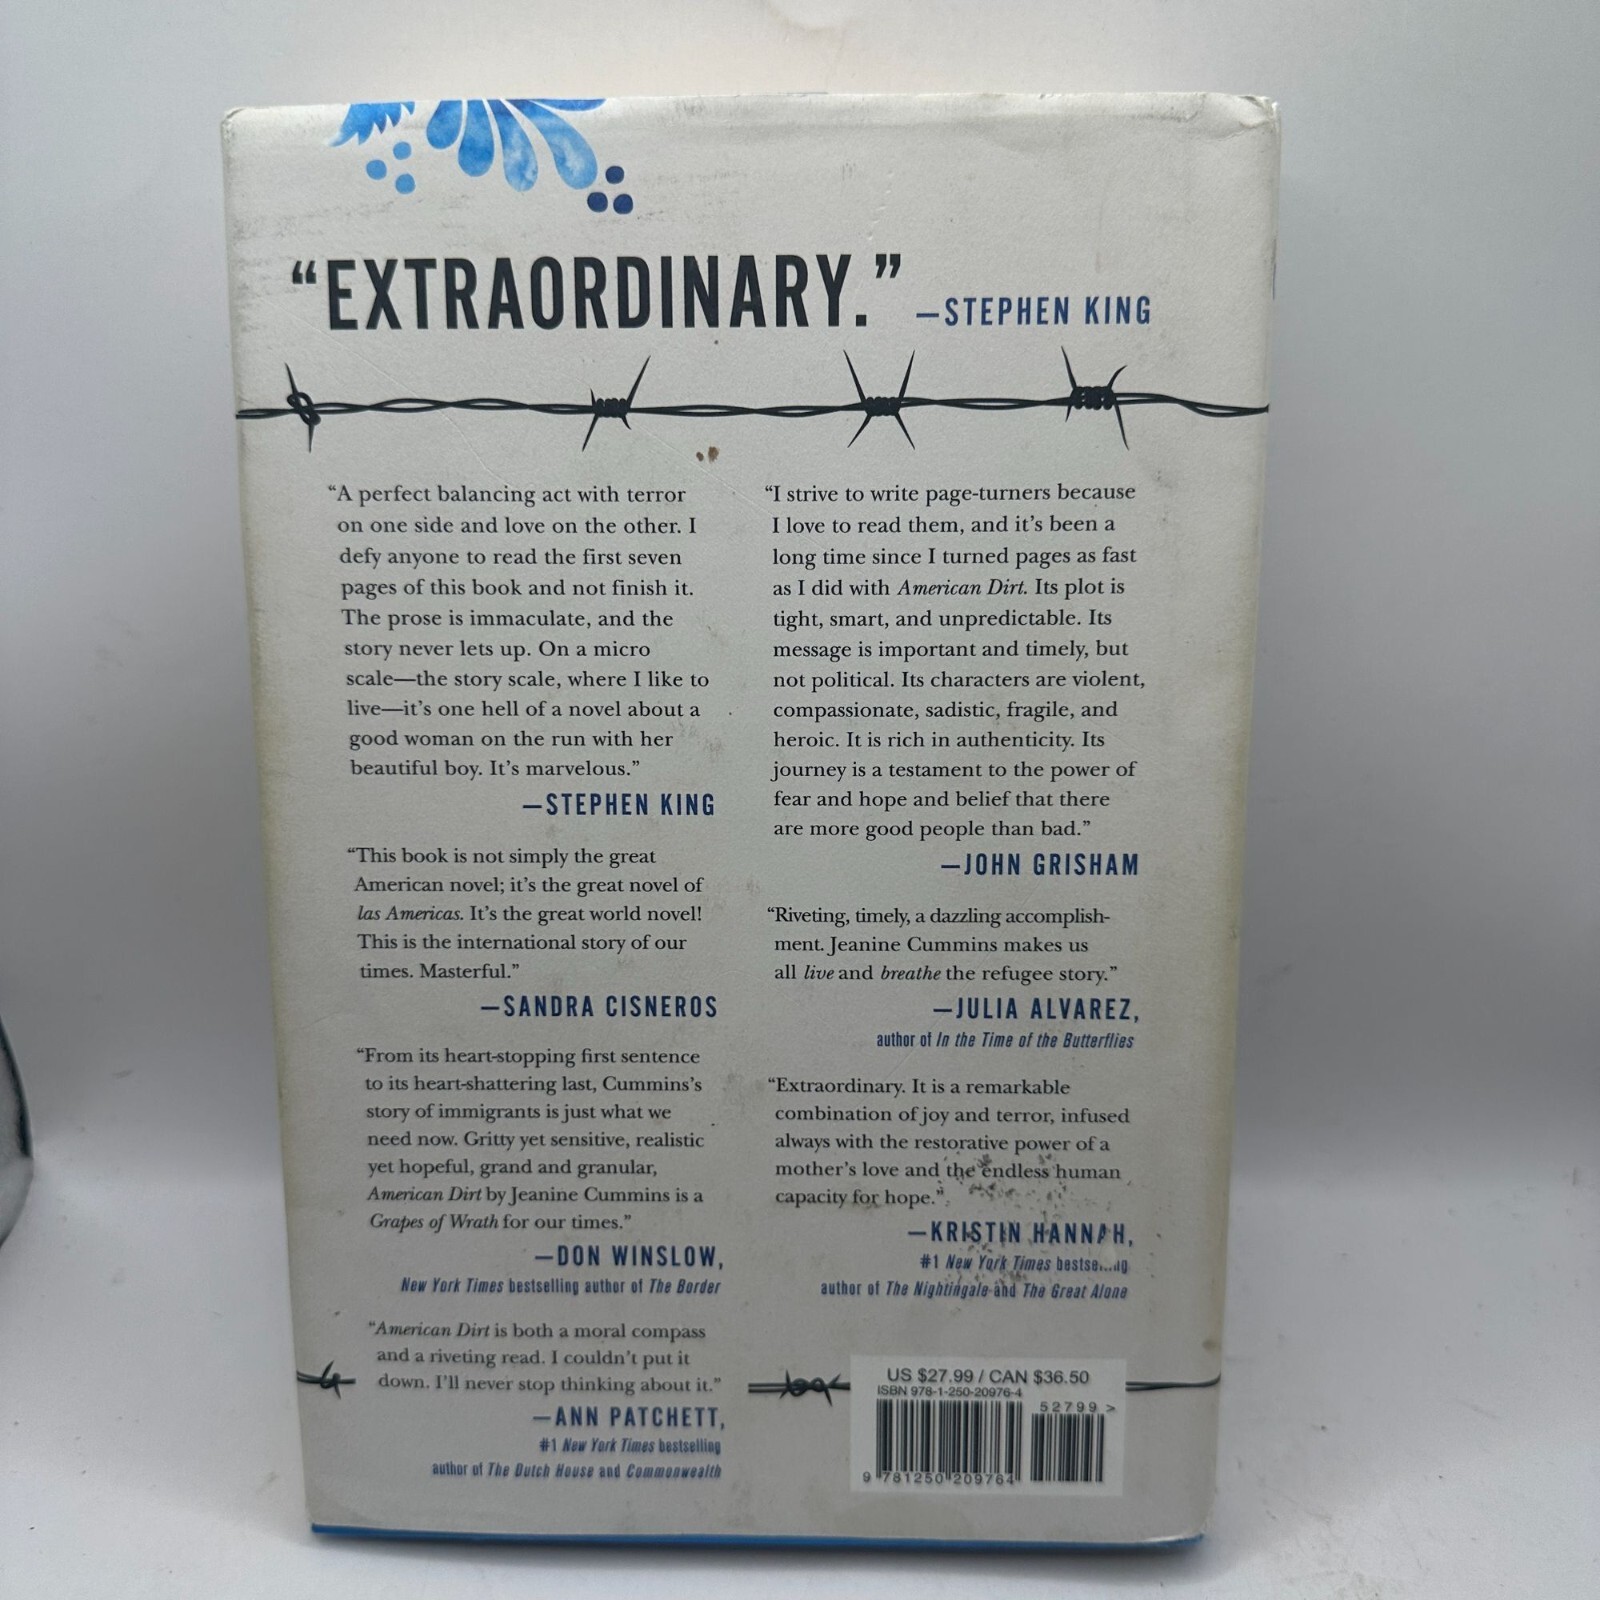 “EXTRAORDINARY.” —STEPHEN KING
“A perfect balancing act with terror
on one side and love on the other. I
defy anyone to read the first seven
pages of this book and not finish it.
The prose is immaculate, and the
story never lets up. On a micro
scale—the story scale, where I like to
live—it’s one hell of a novel about a
good woman on the run with her
beautiful boy. It’s marvelous.”
—STEPHEN KING
“This book is not simply the great
American novel; it’s the great novel of
las Americas. It’s the great world novel!
This is the international story of our
times. Masterful.”
—SANDRA CISNEROS
“From its heart-stopping first sentence
to its heart-shattering last, Cummins’s
story of immigrants is just what we
need now. Gritty yet sensitive, realistic
yet hopeful, grand and granular,
American Dirt by Jeanine Cummins is a
Grapes of Wrath for our times.”
—DON WINSLOW,
New York Times bestselling author of The Border
“American Dirt is both a moral compass
and a riveting read. I couldn’t put it
down. I’ll never stop thinking about it.”
—ANN PATCHETT,
#1 New York Times bestselling
author of The Dutch House and Commonwealth
“I strive to write page-turners because
I love to read them, and it’s been a
long time since I turned pages as fast
as I did with American Dirt. Its plot is
tight, smart, and unpredictable. Its
message is important and timely, but
not political. Its characters are violent,
compassionate, sadistic, fragile, and
heroic. It is rich in authenticity. Its
journey is a testament to the power of
fear and hope and belief that there
are more good people than bad.”
—JOHN GRISHAM
“Riveting, timely, a dazzling accomplish-
ment. Jeanine Cummins makes us
all live and breathe the refugee story.”
—JULIA ALVAREZ,
author of In the Time of the Butterflies
“Extraordinary. It is a remarkable
combination of joy and terror, infused
always with the restorative power of a
mother’s love and the endless human
capacity for hope.”
—KRISTIN HANNAH,
#1 New York Times bestselling
author of The Nightingale and The Great Alone
US $27.99 / CAN $36.50
ISBN 978-1-250-20976-4
52799 >
9 781250 209764